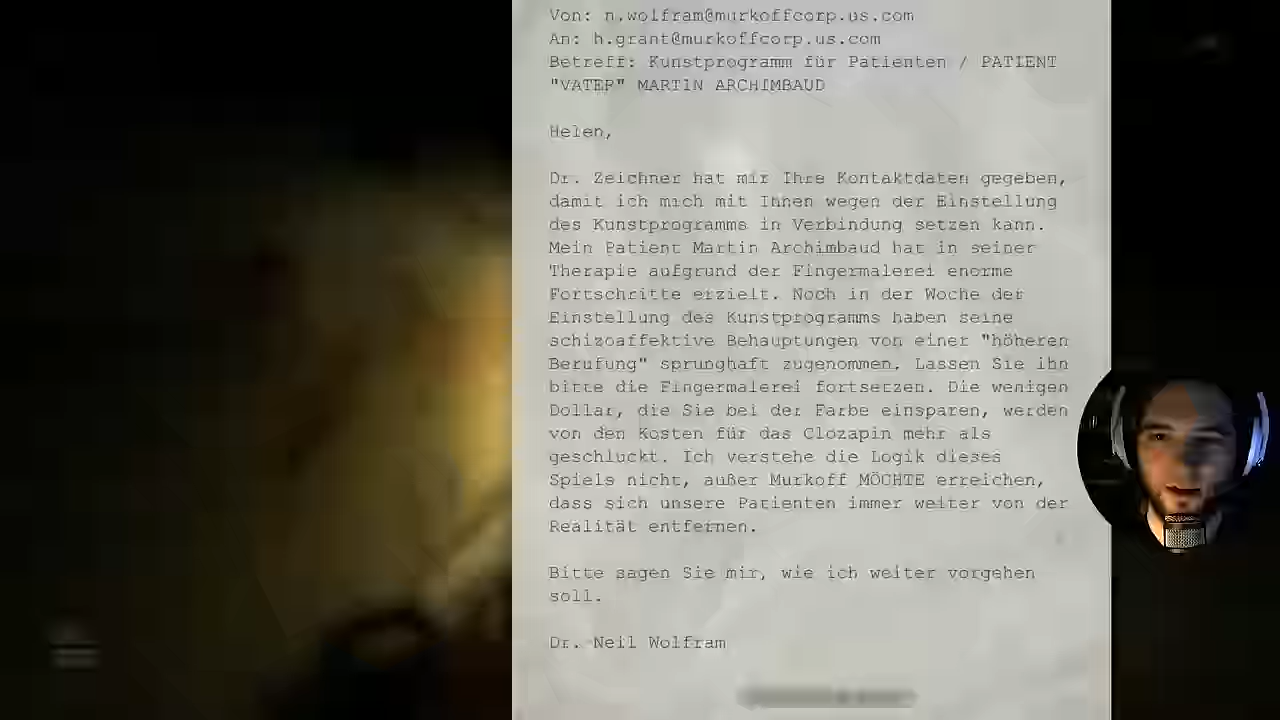 Von: n.wolfram@murkoffcorp.us.com
An: h.grant@murkoffcorp.us.com
Betreff: Kunstprogramm für Patienten / PATIENT
"VATER" MARTIN ARCHIMBAUD
Helen,
Dr. Zeichner hat mir Ihre Kontaktdaten gegeben,
damit ich mich mit Ihnen wegen der Einstellung
des Kunstprogramms in Verbindung setzen kann.
Mein Patient Martin Archimbaud hat in seiner
Therapie aufgrund der Fingermalerei enorme
Fortschritte erzielt. Noch in der Woche der
Einstellung des Kunstprogramms haben seine
schizoaffektive Behauptungen von einer "höheren
Berufung" sprunghaft zugenommen. Lassen Sie ihn
bitte die Fingermalerei fortsetzen. Die wenigen
Dollar, die Sie bei der Farbe einsparen, werden
von den Kosten für das Clozapin mehr als
geschluckt. Ich verstehe die Logik dieses
Spiels nicht, außer Murkoff MÖCHTE erreichen,
dass sich unsere Patienten immer weiter von der
Realität entfernen.
Bitte sagen Sie mir, wie ich weiter vorgehen
soll.
Dr. Neil Wolfram